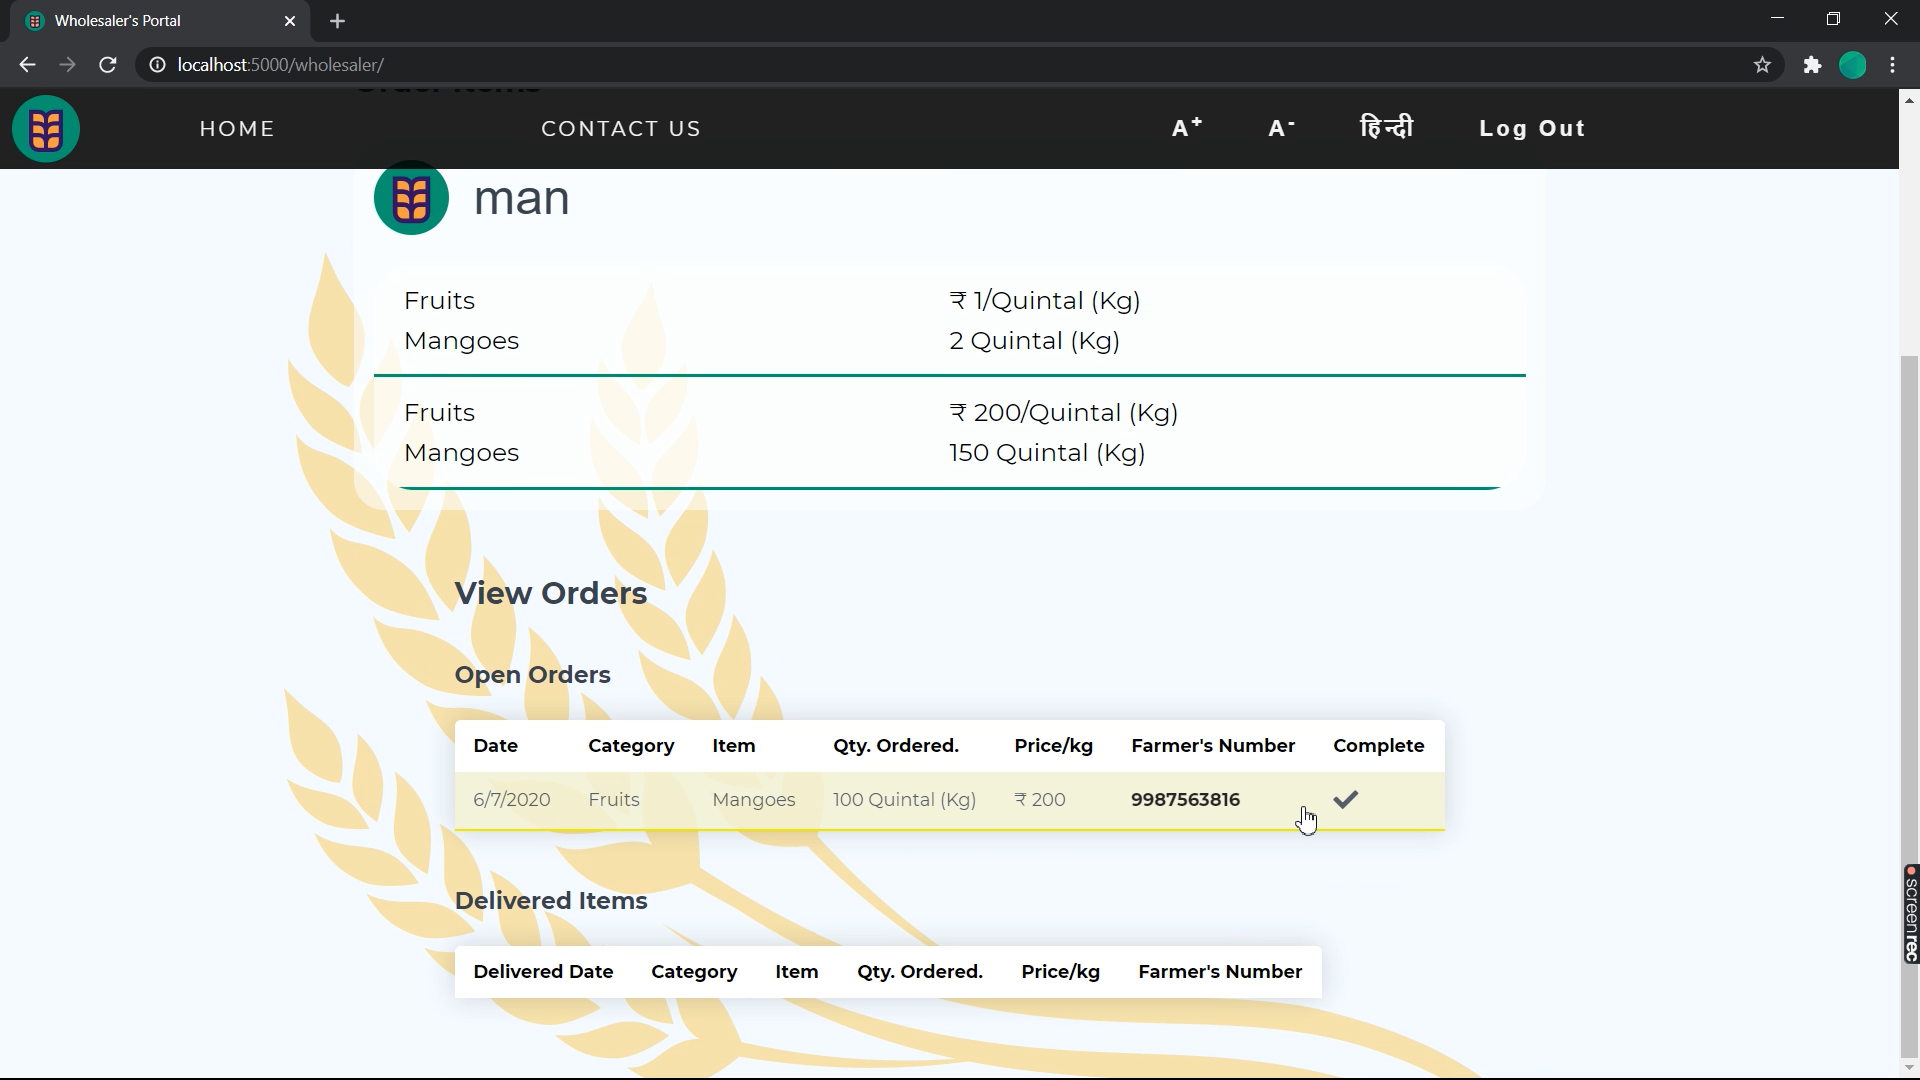 Wholesaler's Portal
localhost:5000/wholesaler/
HOME CONTACT US A+ A- हिन्दी Log Out
man
Fruits ₹ 1/Quintal (Kg)
Mangoes 2 Quintal (Kg)
Fruits ₹ 200/Quintal (Kg)
Mangoes 150 Quintal (Kg)
View Orders
Open Orders
Date Category Item Qty. Ordered. Price/kg Farmer's Number Complete
6/7/2020 Fruits Mangoes 100 Quintal (Kg) ₹ 200 9987563816
Delivered Items
Delivered Date Category Item Qty. Ordered. Price/kg Farmer's Number
screenrec